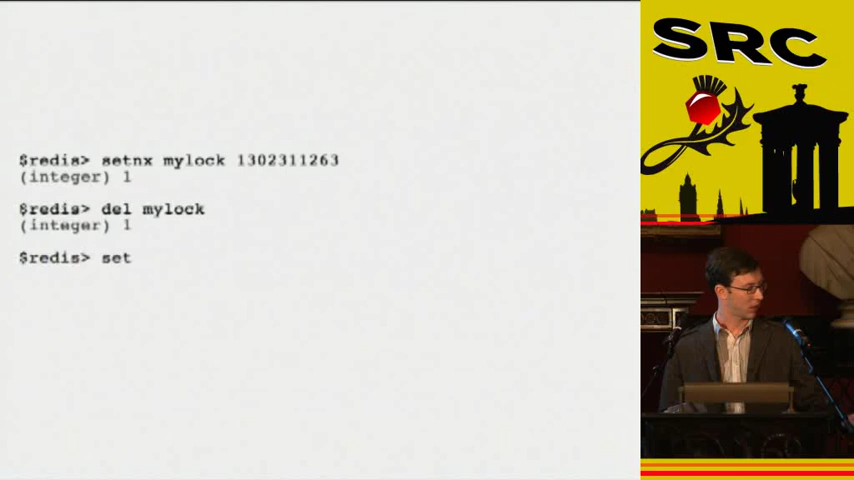 $redis> setnx mylock 1302311263
(integer) 1
$redis> del mylock
(integer) 1
$redis> set
SRC